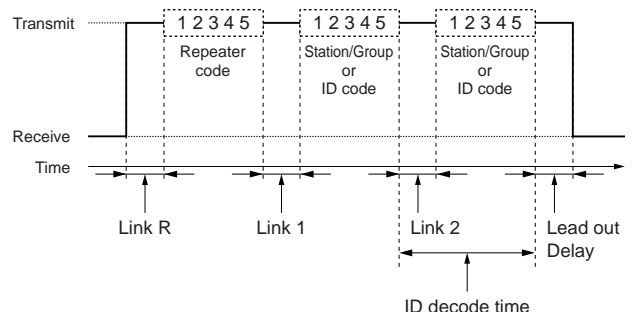 Transmit
1 2 3 4 5
1 2 3 4 5
1 2 3 4 5
Repeater
code
Station/Group
or
ID code
Station/Group
or
ID code
Receive
Time
Link R
Link 1
Link 2
Lead out
Delay
ID decode time